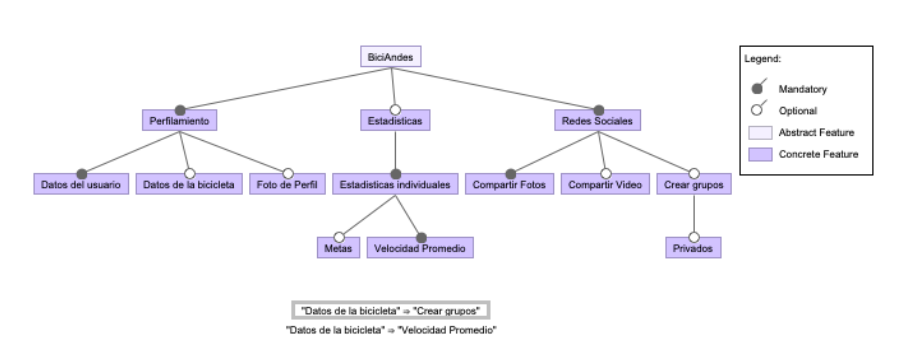 BiciAndes
Legend:
Mandatory
Optional
Abstract Feature
Concrete Feature
Perfilamiento
Estadísticas
Redes Sociales
Datos del usuario
Datos de la bicicleta
Foto de Perfil
Estadisticas individuales
Compartir Fotos
Compartir Video
Crear grupos
Metas
Velocidad Promedio
Privados
"Datos de la bicicleta" ⇒ "Crear grupos"
"Datos de la bicicleta" ⇒ "Velocidad Promedio"